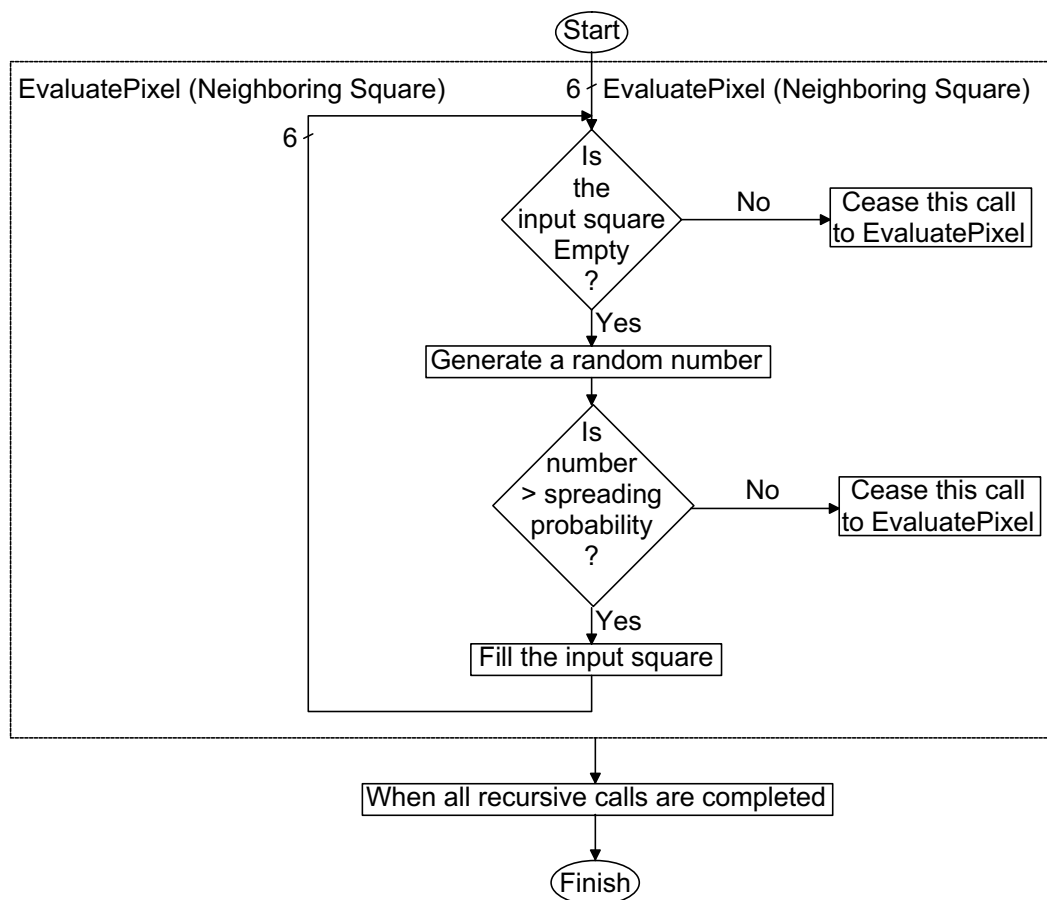 Start
EvaluatePixel (Neighboring Square)
6
EvaluatePixel (Neighboring Square)
6
Is
the
input square
Empty
?
No
Cease this call
to EvaluatePixel
Yes
Generate a random number
Is
number
> spreading
probability
?
No
Cease this call
to EvaluatePixel
Yes
Fill the input square
When all recursive calls are completed
Finish